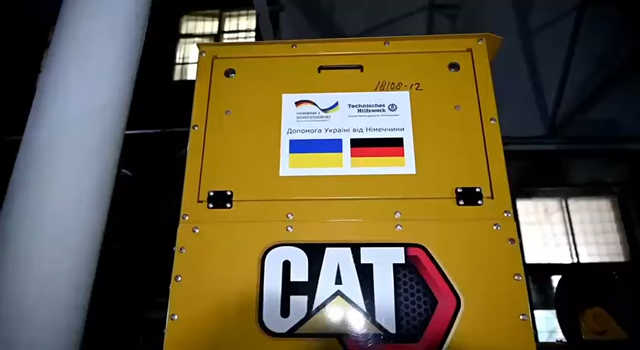 18108-12
Technisches
Hilfswerk
Допомога Україні від Німеччини
CAT